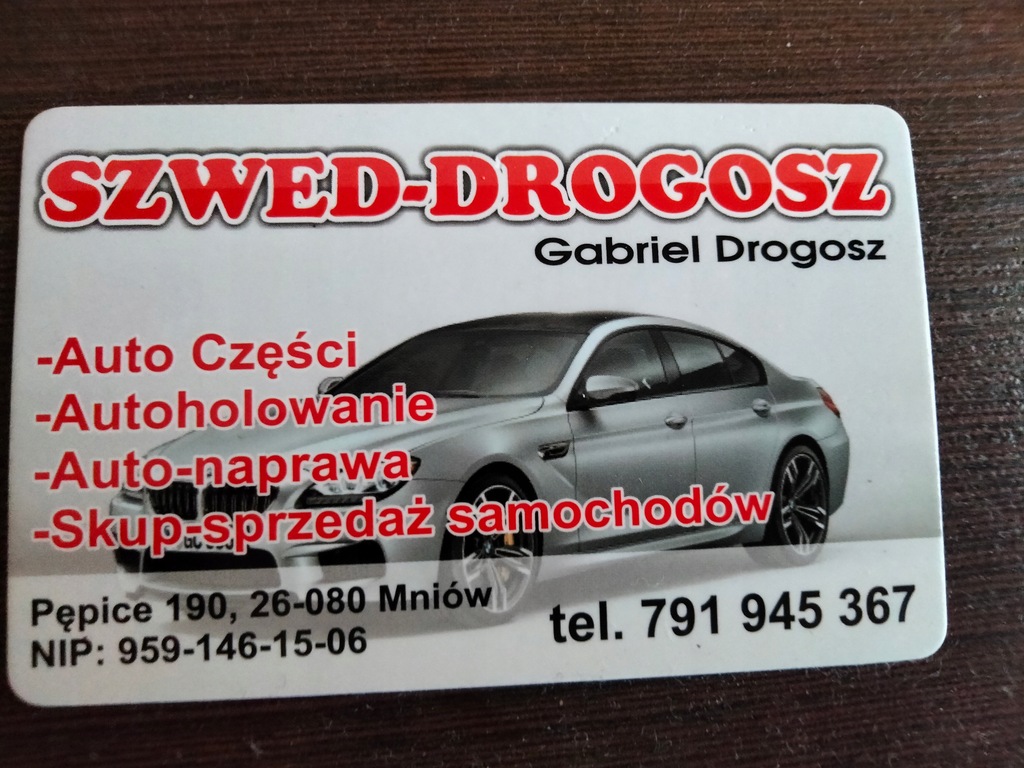 SZWED-DROGOSZ
Gabriel Drogosz
-Auto Części
-Autoholowanie
-Auto-naprawa
-Skup-sprzedaż samochodów
Pępice 190, 26-080 Mniów
NIP: 959-146-15-06
tel. 791 945 367